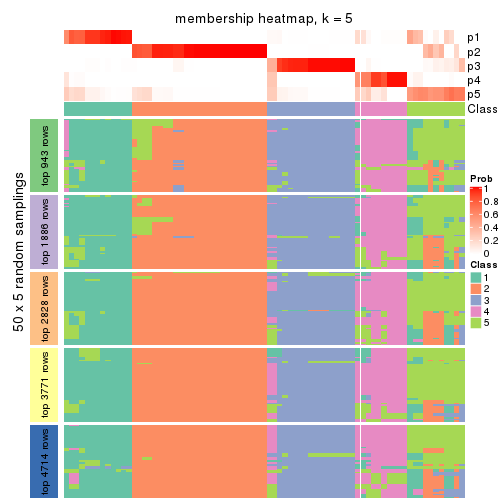 membership heatmap, k = 5
p1
p2
p3
p4
p5
Class
50 x 5 random samplings
top 943 rows
top 1886 rows
top 2828 rows
top 3771 rows
top 4714 rows
Prob
1
0.8
0.6
0.4
0.2
0
Class
1
2
3
4
5